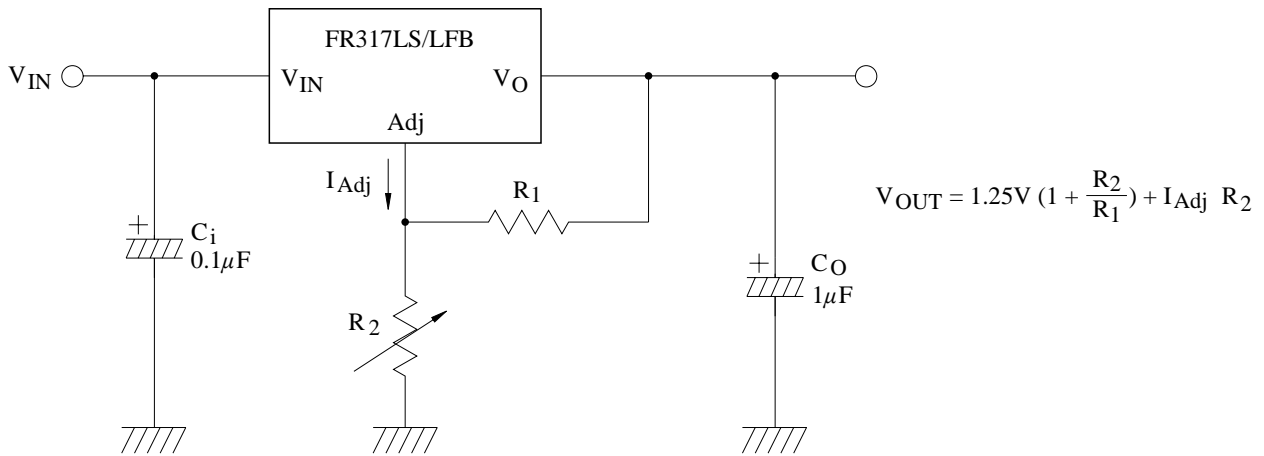 FR317LS/LFB
V_IN
V_IN
V_O
Adj
I_Adj
R_1
V_OUT = 1.25V (1 + R_2/R_1) + I_Adj R_2
+
C_i
0.1μF
+
C_O
1μF
R_2